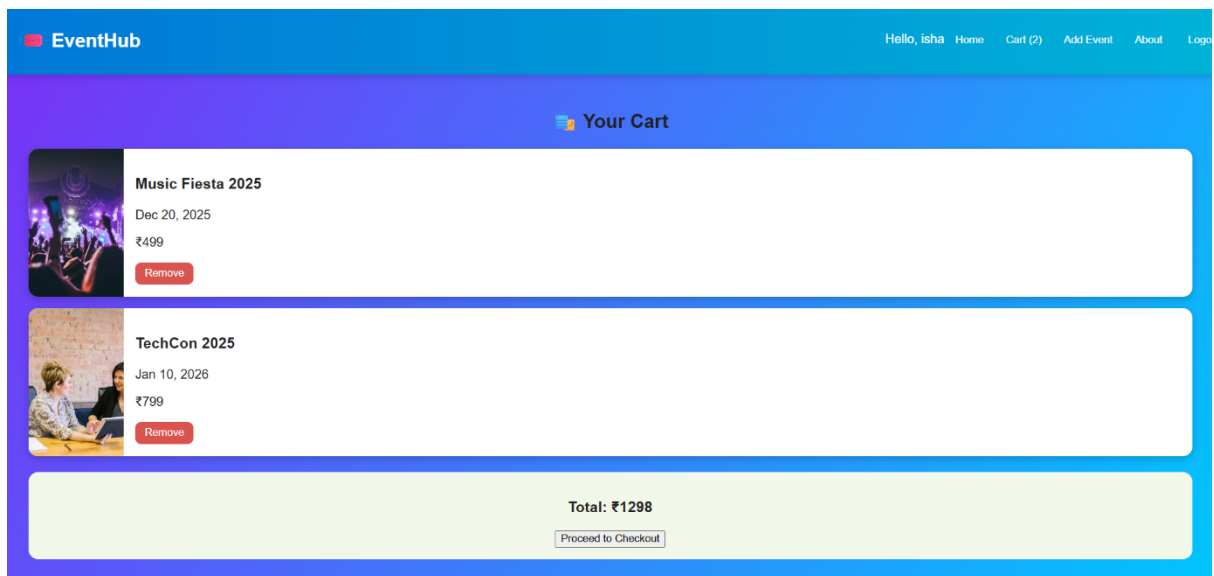 EventHub
Hello, isha Home Cart (2) Add Event About Logo
Your Cart
Music Fiesta 2025
Dec 20, 2025
₹499
Remove
TechCon 2025
Jan 10, 2026
₹799
Remove
Total: ₹1298
Proceed to Checkout